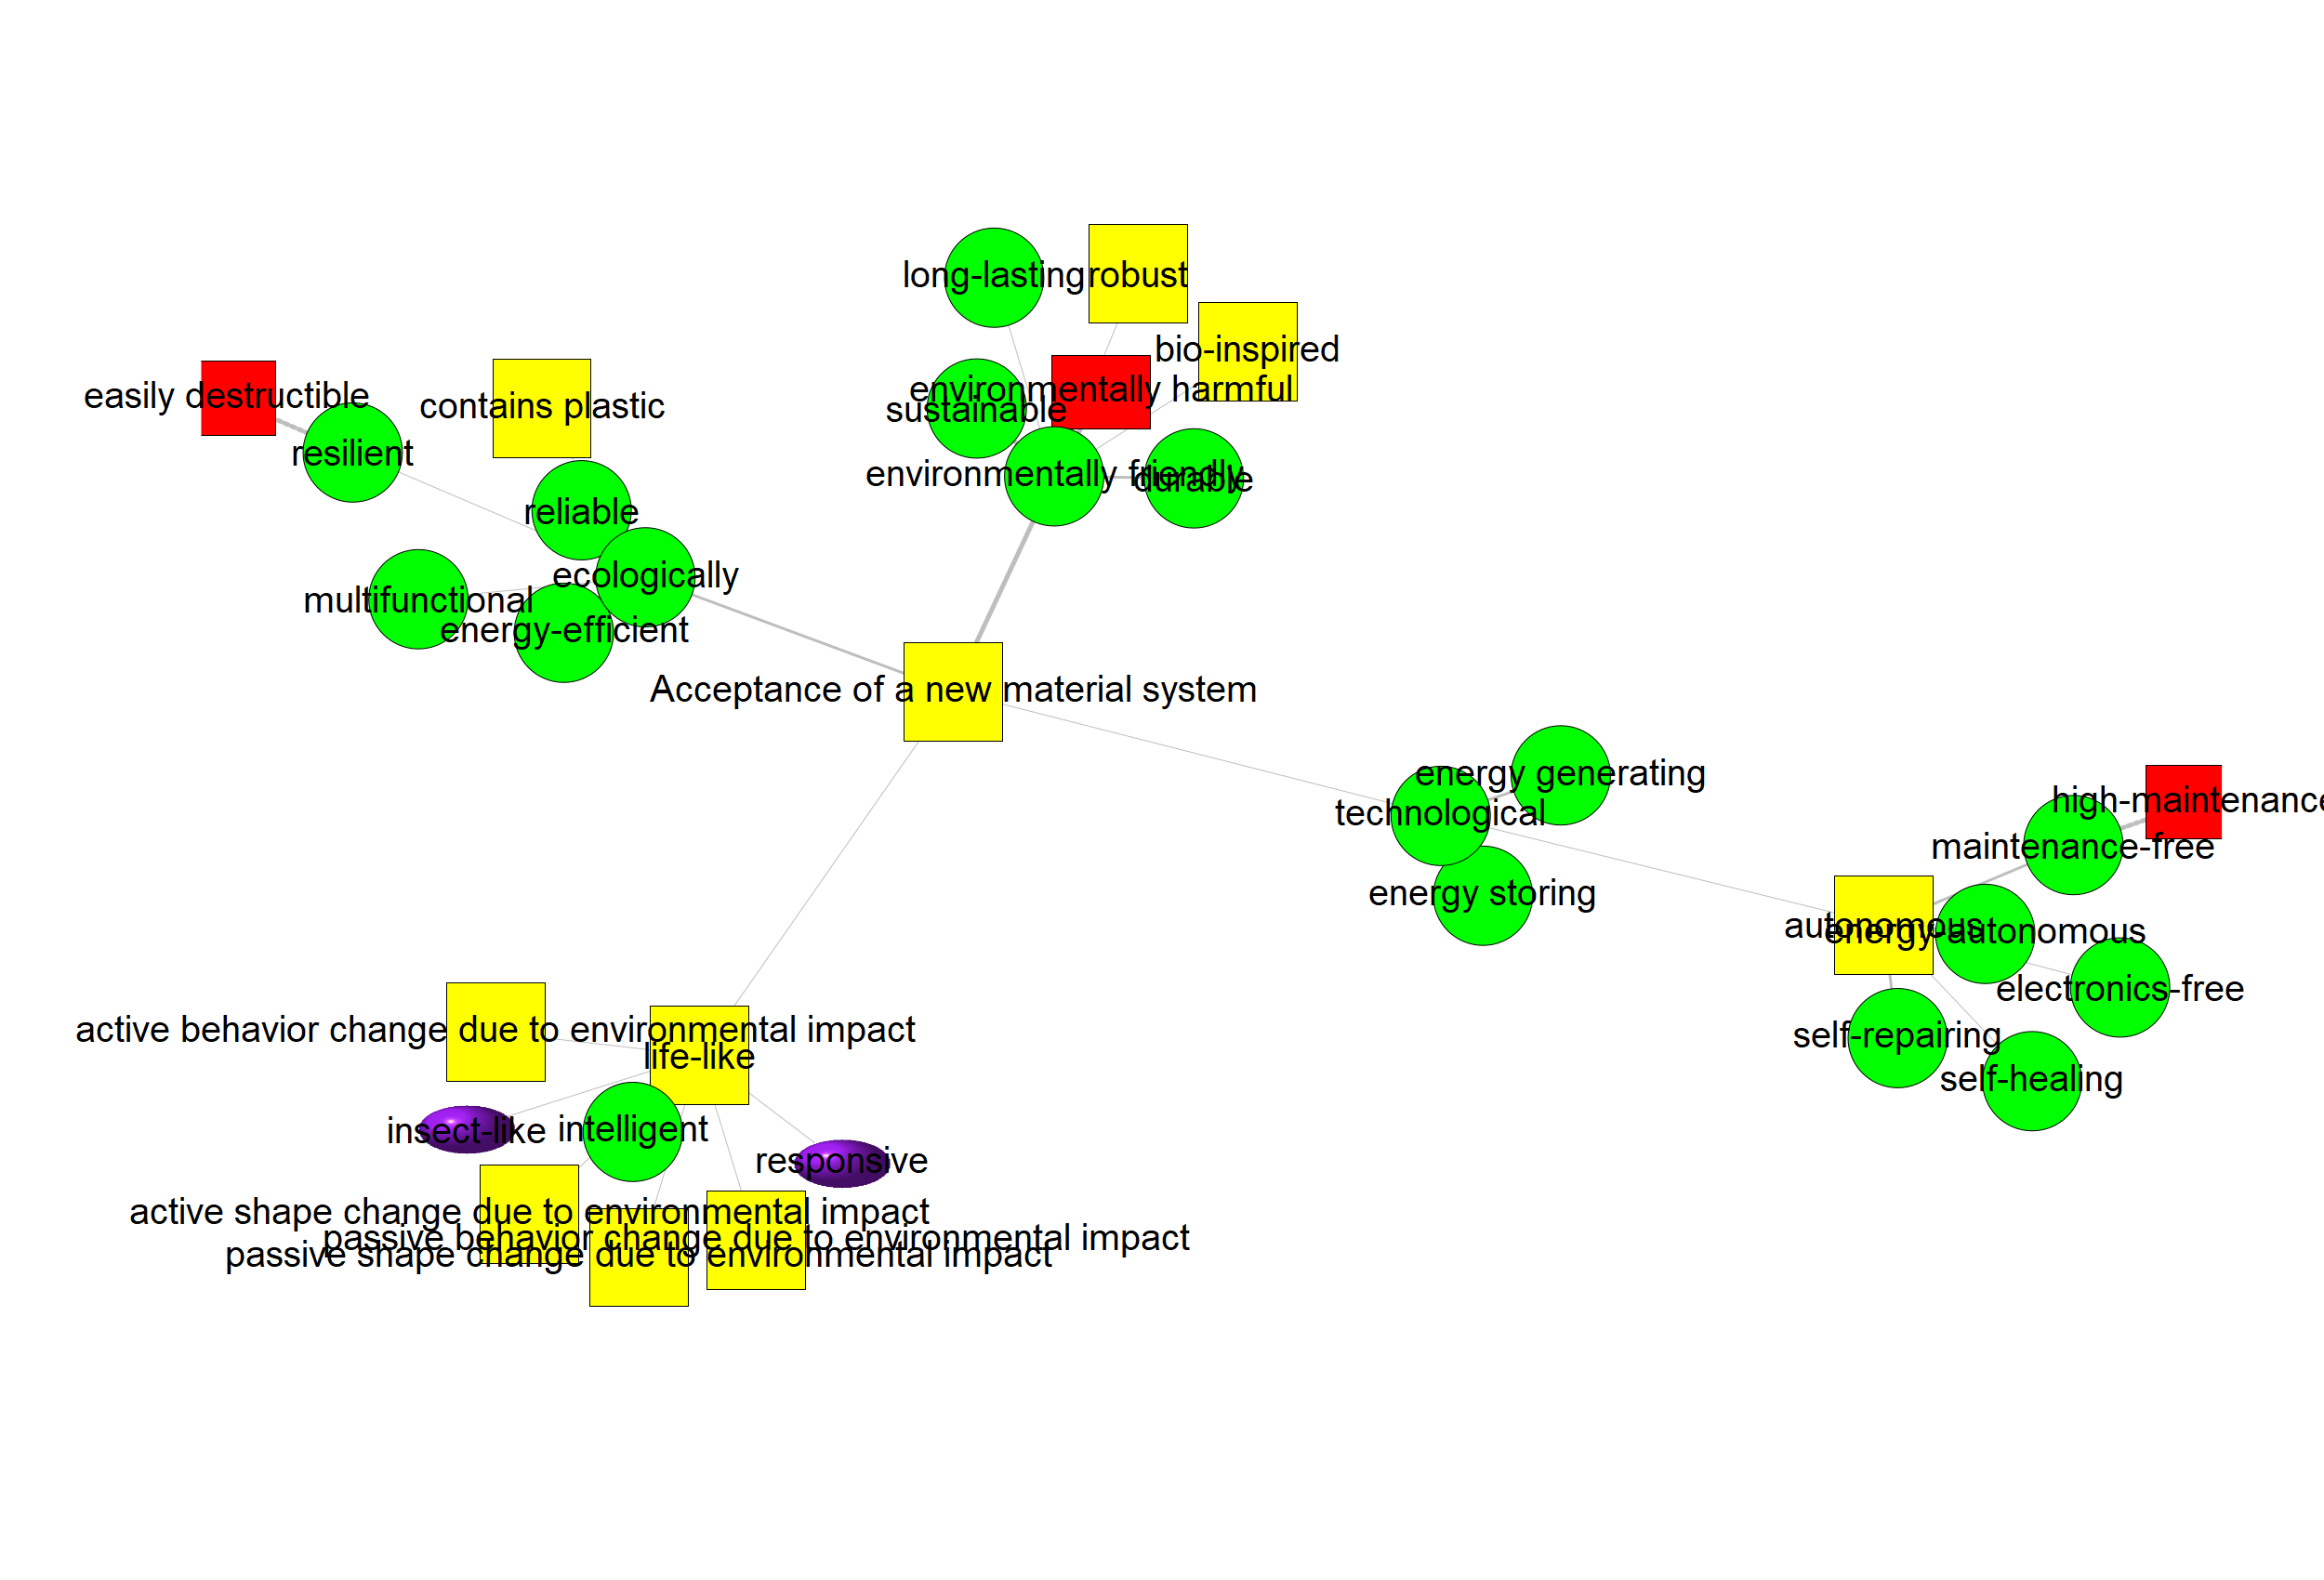 long-lasting
robust
bio-inspired
environmentally harmful
sustainable
environmentally friendly
durable
easily destructible
contains plastic
resilient
reliable
ecologically
multifunctional
energy-efficient
Acceptance of a new material system
energy generating
technological
energy storing
high-maintenance
maintenance-free
autonomous
energy-autonomous
electronics-free
self-repairing
self-healing
active behavior change due to environmental impact
life-like
insect-like
intelligent
responsive
active shape change due to environmental impact
passive behavior change due to environmental impact
passive shape change due to environmental impact